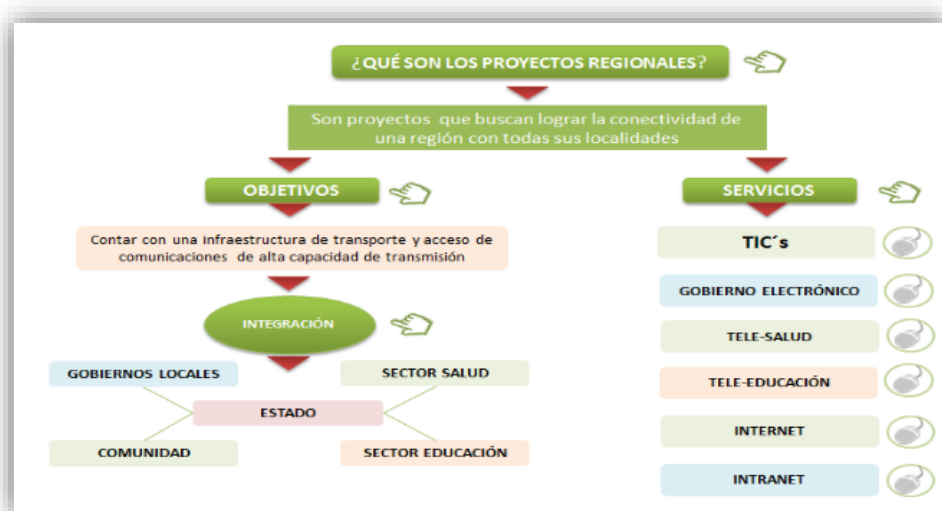 ¿QUÉ SON LOS PROYECTOS REGIONALES?
Son proyectos que buscan lograr la conectividad de
una región con todas sus localidades
OBJETIVOS
Contar con una infraestructura de transporte y acceso de
comunicaciones de alta capacidad de transmisión
INTEGRACIÓN
GOBIERNOS LOCALES
SECTOR SALUD
ESTADO
COMUNIDAD
SECTOR EDUCACIÓN
SERVICIOS
TIC´s
GOBIERNO ELECTRÓNICO
TELE-SALUD
TELE-EDUCACIÓN
INTERNET
INTRANET